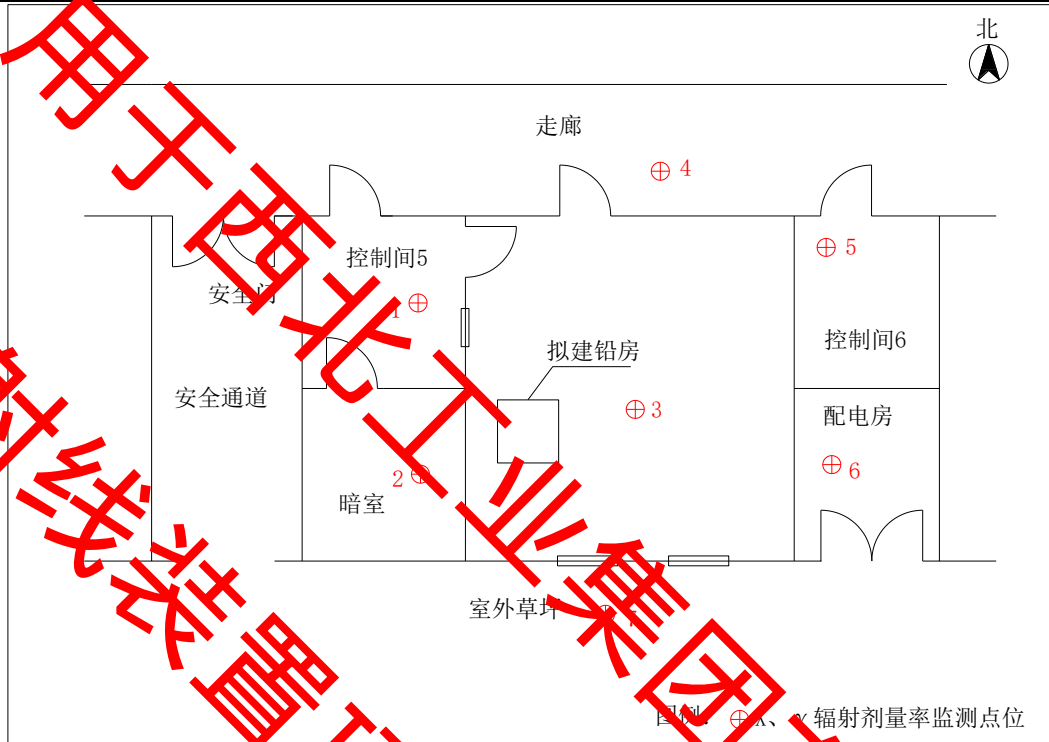 北
走廊
4
控制间5
5
安全门
1
控制间6
拟建铅房
安全通道
3
配电房
2
6
暗室
室外草坪
7
图例: X、γ辐射剂量率监测点位
用于西北工业集团有
射线装置项